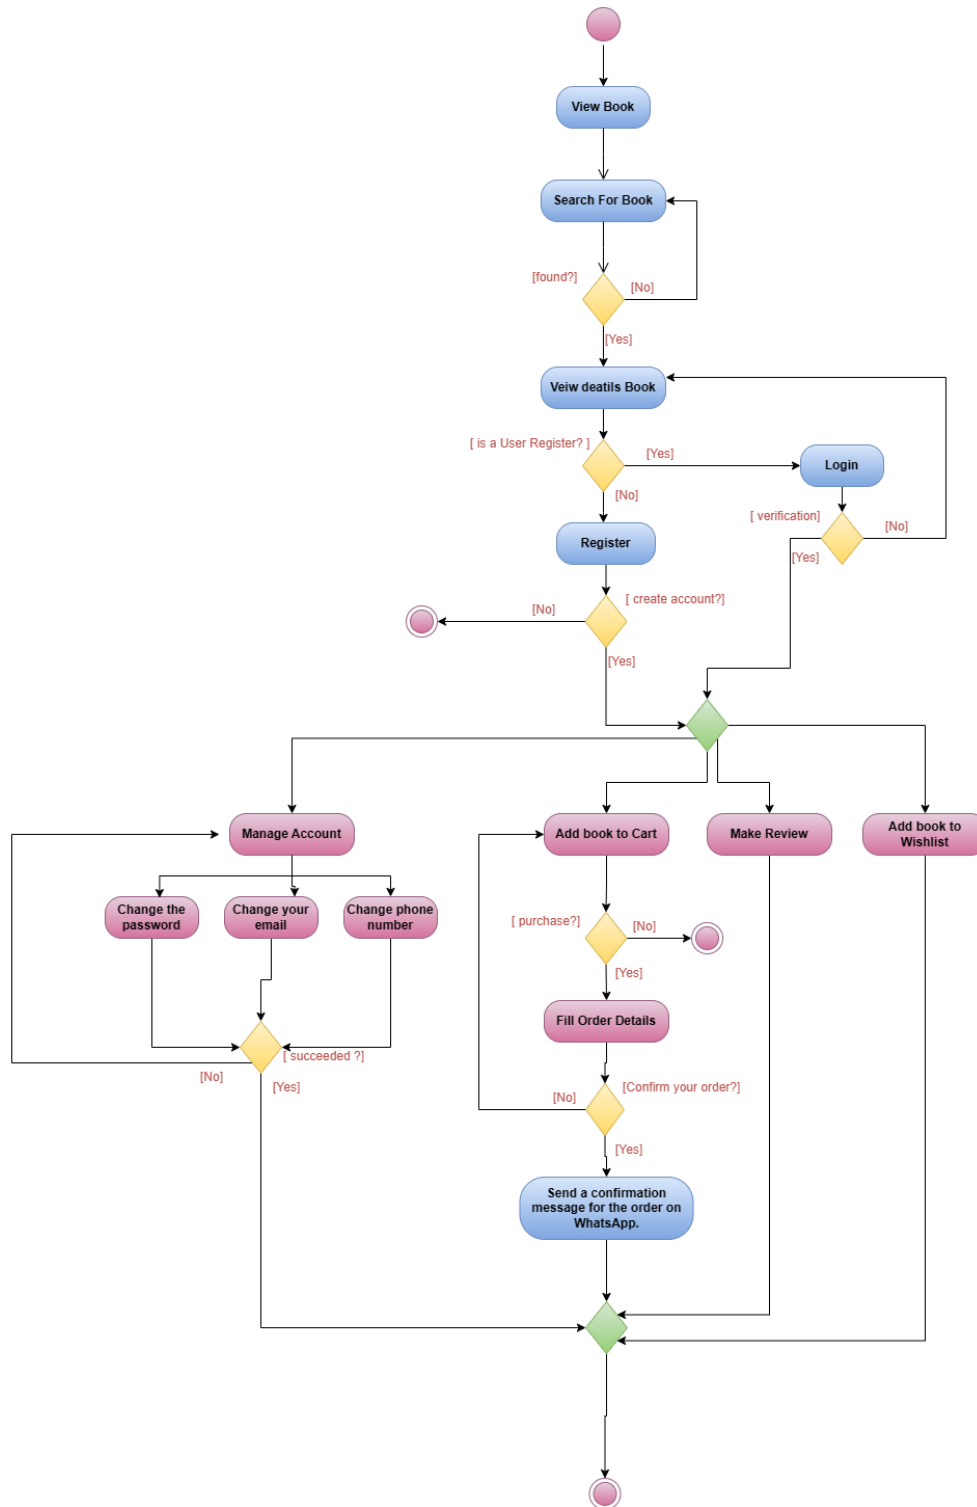 View Book
Search For Book
[found?]
[No]
[Yes]
Veiw deatils Book
[ is a User Register? ]
[Yes]
Login
[No]
[ verification]
[No]
Register
[Yes]
[ create account?]
[No]
[Yes]
Manage Account
Add book to Cart
Make Review
Add book to
Wishlist
Change the
password
Change your
email
Change phone
number
[ purchase?]
[No]
[Yes]
Fill Order Details
[ succeeded ?]
[No]
[Yes]
[Confirm your order?]
[No]
[Yes]
Send a confirmation
message for the order on
WhatsApp.